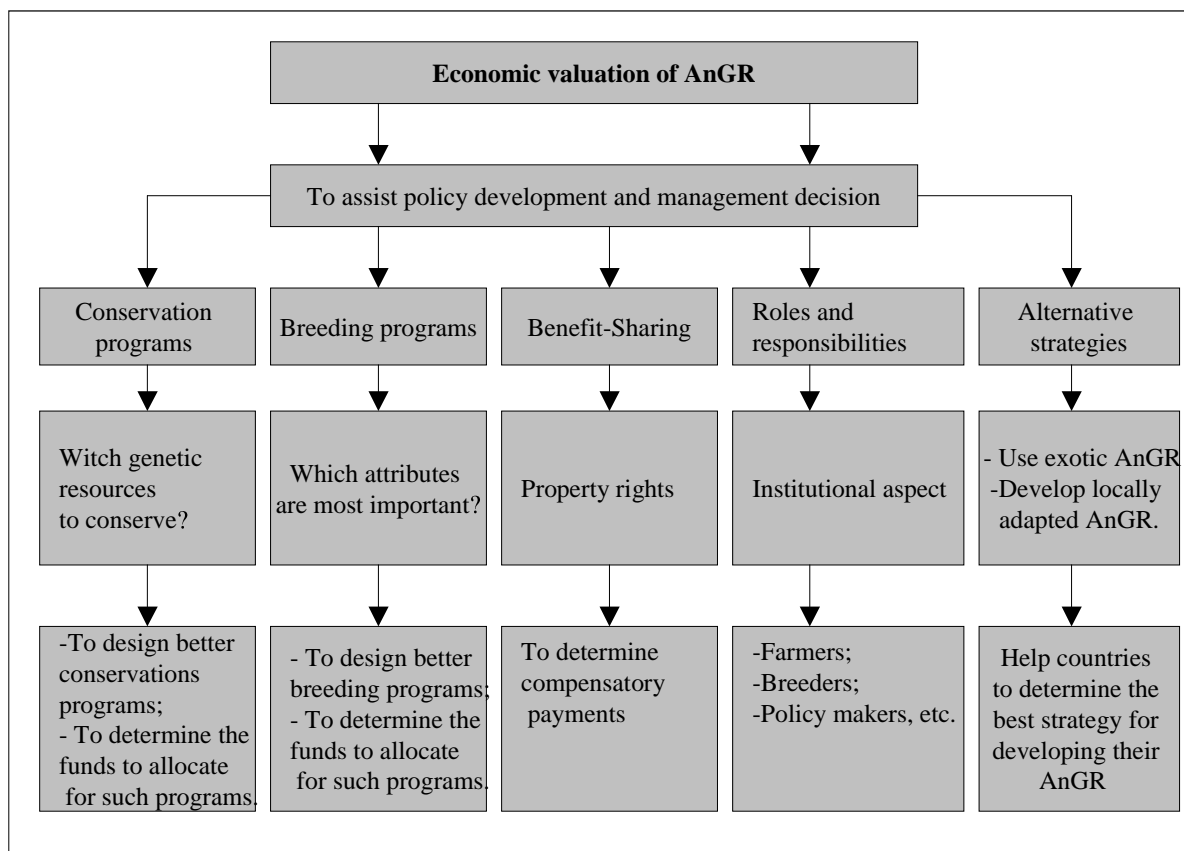 Economic valuation of AnGR
To assist policy development and management decision
Conservation
programs
Breeding programs
Benefit-Sharing
Roles and
responsibilities
Alternative
strategies
Witch genetic
resources
to conserve?
Which attributes
are most important?
Property rights
Institutional aspect
- Use exotic AnGR
-Develop locally
adapted AnGR.
-To design better
conservations
programs;
- To determine the
funds to allocate
for such programs.
- To design better
breeding programs;
- To determine the
funds to allocate
for such programs.
To determine
compensatory
payments
-Farmers;
-Breeders;
-Policy makers, etc.
Help countries
to determine the
best strategy for
developing their
AnGR